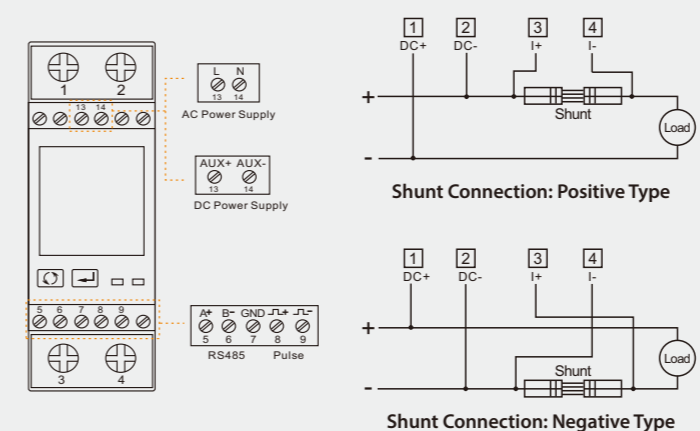 1 2
13 14
5 6 7 8 9
3 4
L N
13 14
AC Power Supply
AUX+ AUX-
13 14
DC Power Supply
A+ B- GND + -
5 6 7 8 9
RS485 Pulse
1 2 3 4
DC+ DC- I+ I-
+
Shunt
Load
-
Shunt Connection: Positive Type
1 2 3 4
DC+ DC- I+ I-
+
Load
Shunt
-
Shunt Connection: Negative Type